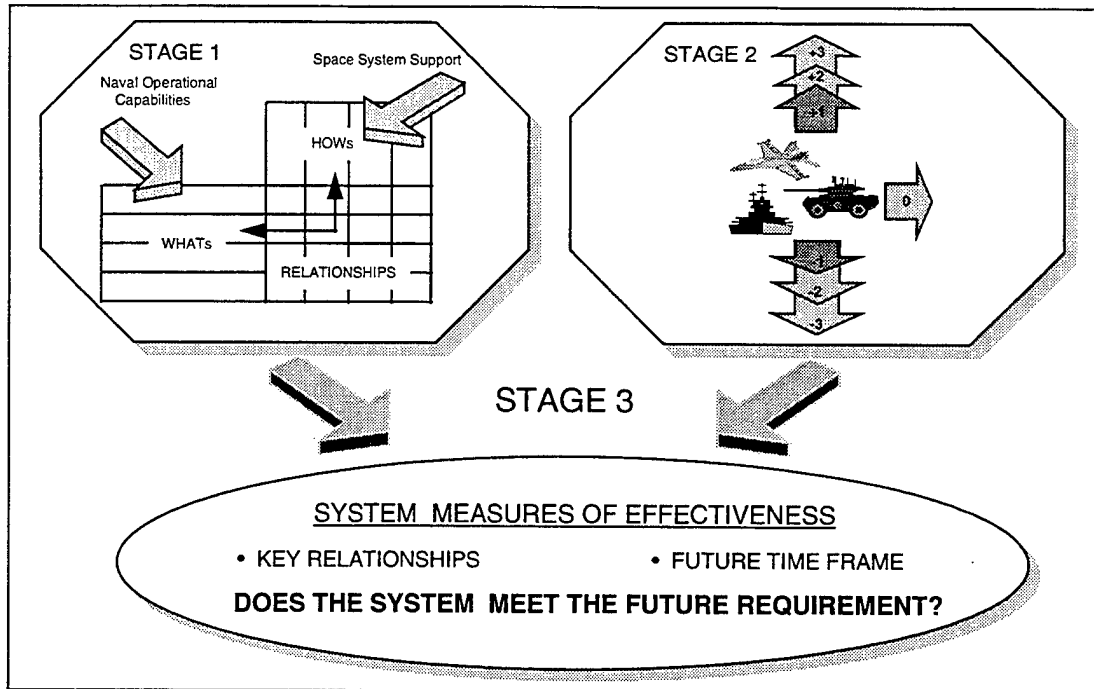 STAGE 1
Naval Operational
Capabilities
Space System Support
HOWs
WHATs
RELATIONSHIPS
STAGE 2
+3
+2
+1
0
-1
-2
-3
STAGE 3
SYSTEM MEASURES OF EFFECTIVENESS
• KEY RELATIONSHIPS
• FUTURE TIME FRAME
DOES THE SYSTEM MEET THE FUTURE REQUIREMENT?